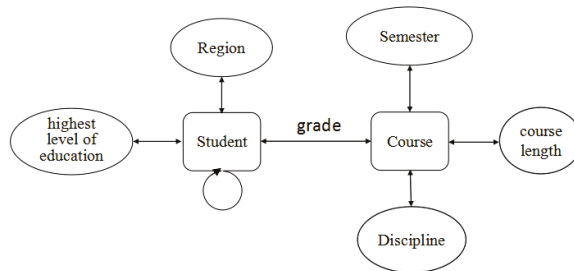 Region
Semester
highest
level of
education
Student
grade
Course
course
length
Discipline